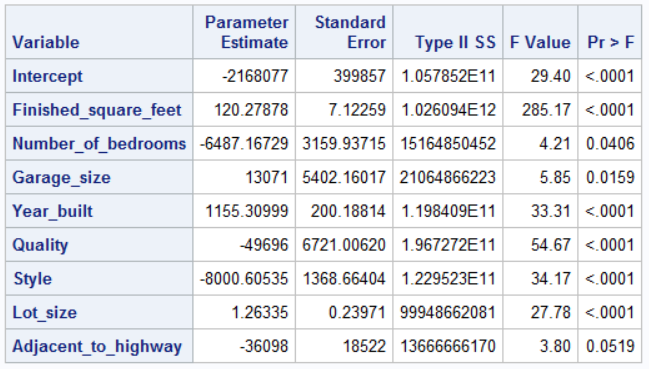 Variable Parameter Estimate Standard Error Type II SS F Value Pr > F
Intercept -2168077 399857 1.057852E11 29.40 <.0001
Finished_square_feet 120.27878 7.12259 1.026094E12 285.17 <.0001
Number_of_bedrooms -6487.16729 3159.93715 15164850452 4.21 0.0406
Garage_size 13071 5402.16017 21064866223 5.85 0.0159
Year_built 1155.30999 200.18814 1.198409E11 33.31 <.0001
Quality -49696 6721.00620 1.967272E11 54.67 <.0001
Style -8000.60535 1368.66404 1.229523E11 34.17 <.0001
Lot_size 1.26335 0.23971 99948662081 27.78 <.0001
Adjacent_to_highway -36098 18522 13666666170 3.80 0.0519